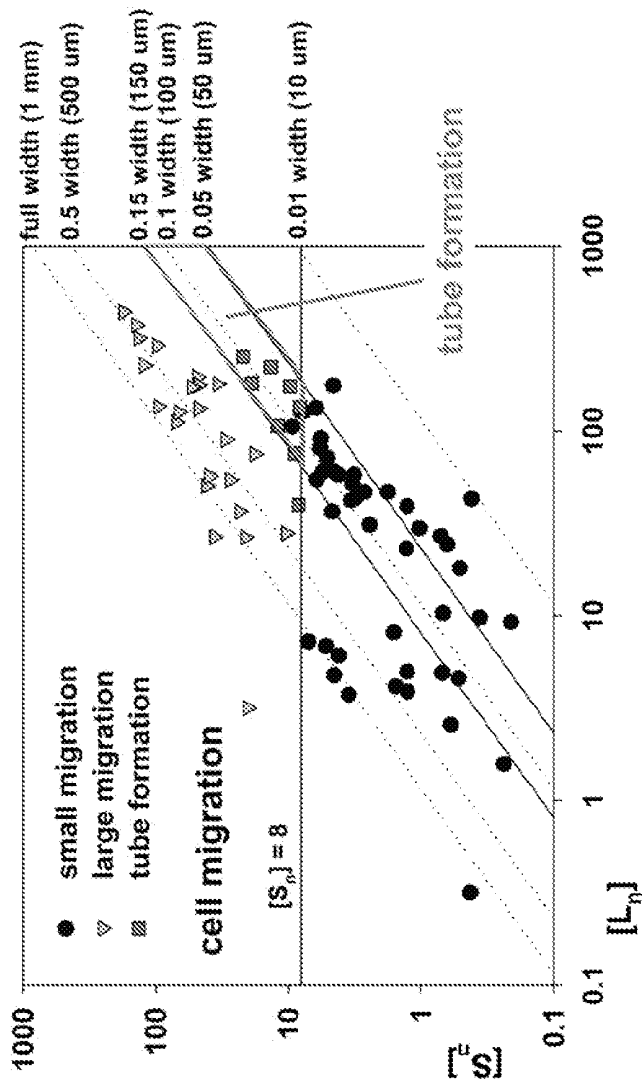 full width (1 mm)
0.5 width (500 um)
0.15 width (150 um)
0.1 width (100 um)
0.05 width (50 um)
0.01 width (10 um)
small migration
large migration
tube formation
cell migration
[Sn] = 8
tube formation
1000
100
10
1
0.1
[Sn]
0.1
1
10
100
1000
[Ln]